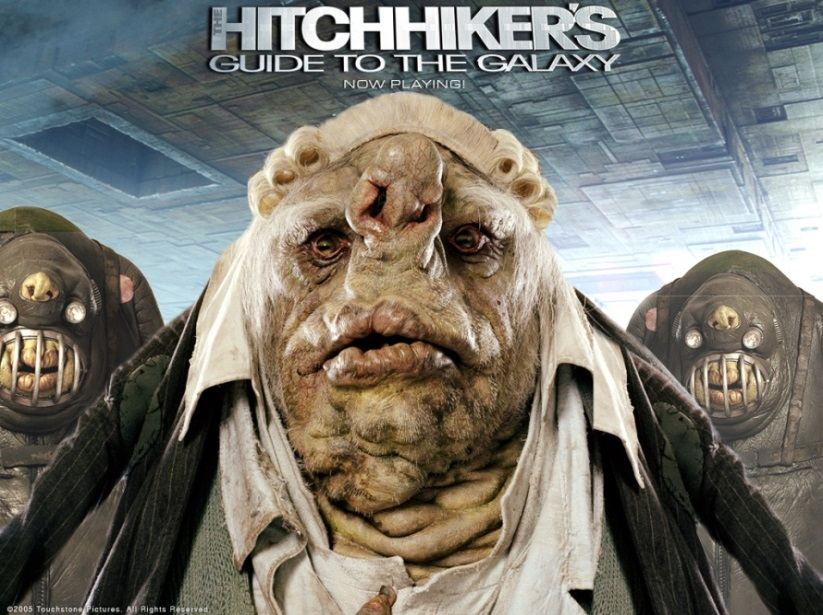 THE HITCHHIKER'S
GUIDE TO THE GALAXY
NOW PLAYING!
©2005 Touchstone Pictures. All Rights Reserved.